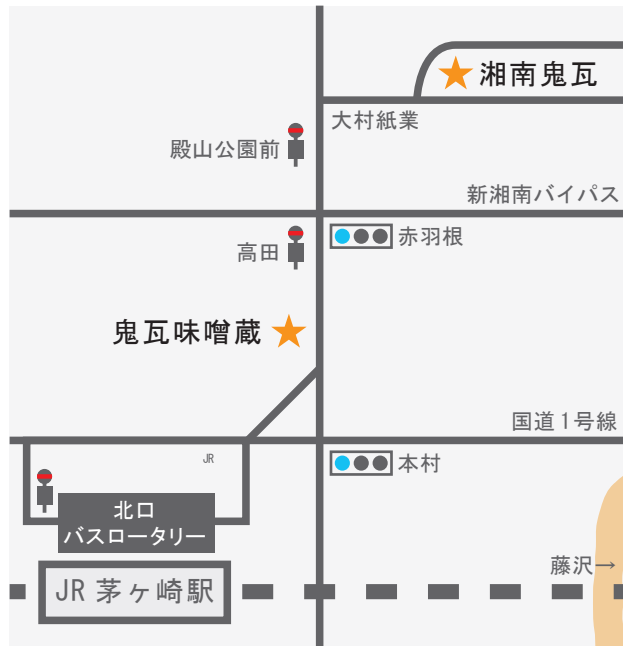 湘南鬼瓦
大村紙業
殿山公園前
新湘南バイパス
赤羽根
高田
鬼瓦味噌蔵
国道1号線
JR
本村
北口
バスロータリー
藤沢→
JR 茅ヶ崎駅